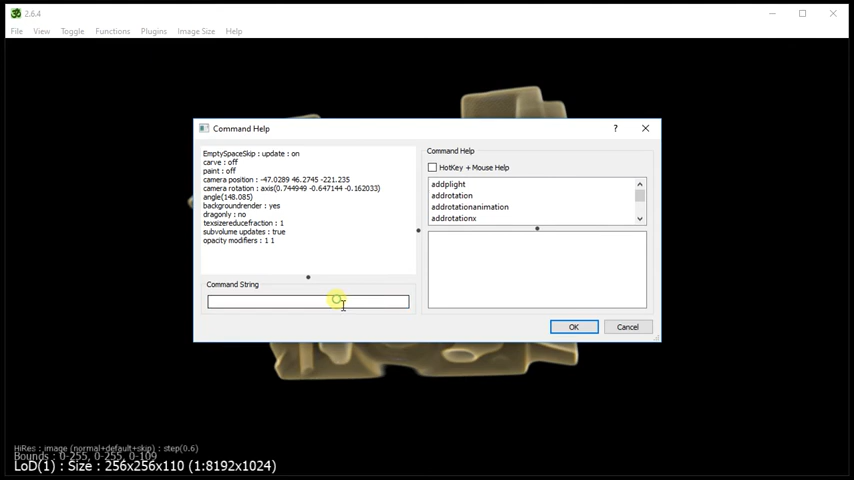 2.6.4
File View Toggle Functions Plugins Image Size Help
Command Help
EmptySpaceSkip : update : on
carve : off
paint : off
camera position : -47.0289 46.2745 -221.235
camera rotation : axis(0.744949 -0.647144 -0.162033)
angle(148.085)
backgroundrender : yes
dragonly : no
texsizereducefraction : 1
subvolume updates : true
opacity modifiers : 1 1
Command String
Command Help
HotKey + Mouse Help
addplight
addrotation
addrotationanimation
addrotationx
OK Cancel
HiRes : image (normal+default+skip) : step(0.6)
Bounds : 0-255, 0-255, 0-109
LoD(1) : Size : 256x256x110 (1:8192x1024)